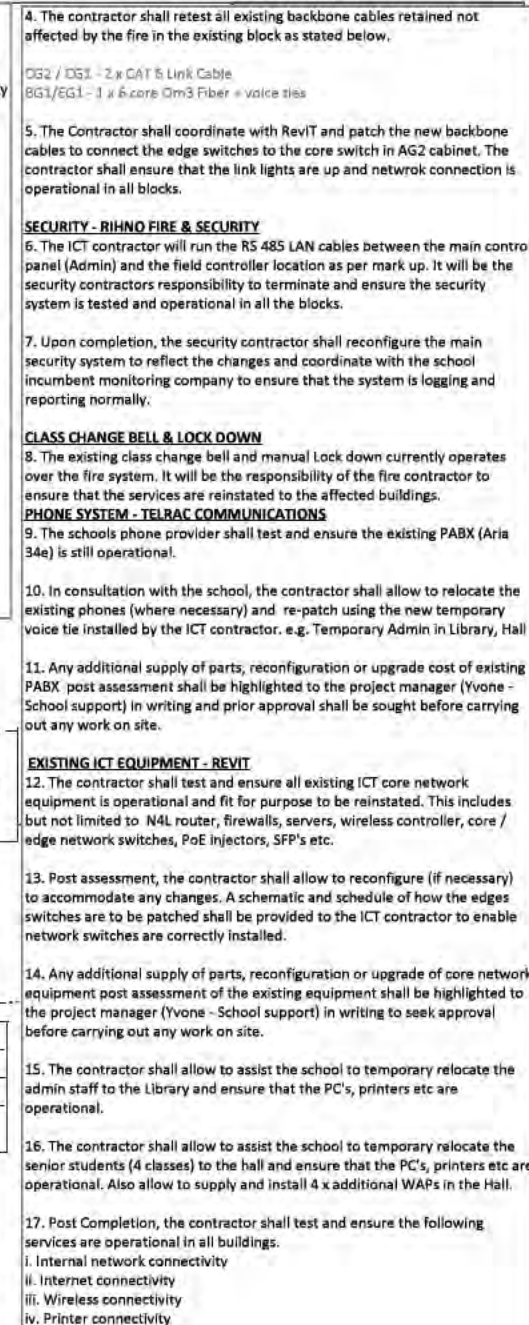 4. The contractor shall retest all existing backbone cables retained not
affected by the fire in the existing block as stated below.
DG2 / DG1 - 2 x CAT 6 Link Cable
BG1/EG1 - 1 x 6 core Om3 Fiber + voice ties
5. The Contractor shall coordinate with RevIT and patch the new backbone
cables to connect the edge switches to the core switch in AG2 cabinet. The
contractor shall ensure that the link lights are up and netwrok connection is
operational in all blocks.
SECURITY - RIHNO FIRE & SECURITY
6. The ICT contractor will run the RS 485 LAN cables between the main contro
panel (Admin) and the field controller location as per mark up. It will be the
security contractors responsibility to terminate and ensure the security
system is tested and operational in all the blocks.
7. Upon completion, the security contractor shall reconfigure the main
security system to reflect the changes and coordinate with the school
incumbent monitoring company to ensure that the system is logging and
reporting normally.
CLASS CHANGE BELL & LOCK DOWN
8. The existing class change bell and manual Lock down currently operates
over the fire system. It will be the responsibility of the fire contractor to
ensure that the services are reinstated to the affected buildings.
PHONE SYSTEM - TELRAC COMMUNICATIONS
9. The schools phone provider shall test and ensure the existing PABX (Aria
34e) is still operational.
10. In consultation with the school, the contractor shall allow to relocate the
existing phones (where necessary) and re-patch using the new temporary
voice tie installed by the ICT contractor. e.g. Temporary Admin in Library, Hall
11. Any additional supply of parts, reconfiguration or upgrade cost of existing
PABX post assessment shall be highlighted to the project manager (Yvone -
School support) in writing and prior approval shall be sought before carrying
out any work on site.
EXISTING ICT EQUIPMENT - REVIT
12. The contractor shall test and ensure all existing ICT core network
equipment is operational and fit for purpose to be reinstated. This includes
but not limited to N4L router, firewalls, servers, wireless controller, core /
edge network switches, PoE injectors, SFP's etc.
13. Post assessment, the contractor shall allow to reconfigure (if necessary)
to accommodate any changes. A schematic and schedule of how the edges
switches are to be patched shall be provided to the ICT contractor to enable
network switches are correctly installed.
14. Any additional supply of parts, reconfiguration or upgrade of core network
equipment post assessment of the existing equipment shall be highlighted to
the project manager (Yvone - School support) in writing to seek approval
before carrying out any work on site.
15. The contractor shall allow to assist the school to temporary relocate the
admin staff to the Library and ensure that the PC's, printers etc are
operational.
16. The contractor shall allow to assist the school to temporary relocate the
senior students (4 classes) to the hall and ensure that the PC's, printers etc are
operational. Also allow to supply and install 4 x additional WAPs in the Hall.
17. Post Completion, the contractor shall test and ensure the following
services are operational in all buildings.
i. Internal network connectivity
ii. Internet connectivity
iii. Wireless connectivity
iv. Printer connectivity